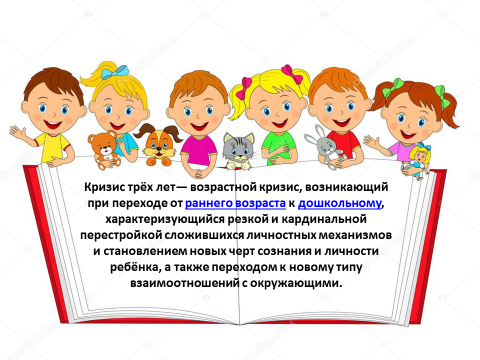 Кризис трёх лет— возрастной кризис, возникающий
при переходе от раннего возраста к дошкольному,
характеризующийся резкой и кардинальной
перестройкой сложившихся личностных механизмов
и становлением новых черт сознания и личности
ребёнка, а также переходом к новому типу
взаимоотношений с окружающими.